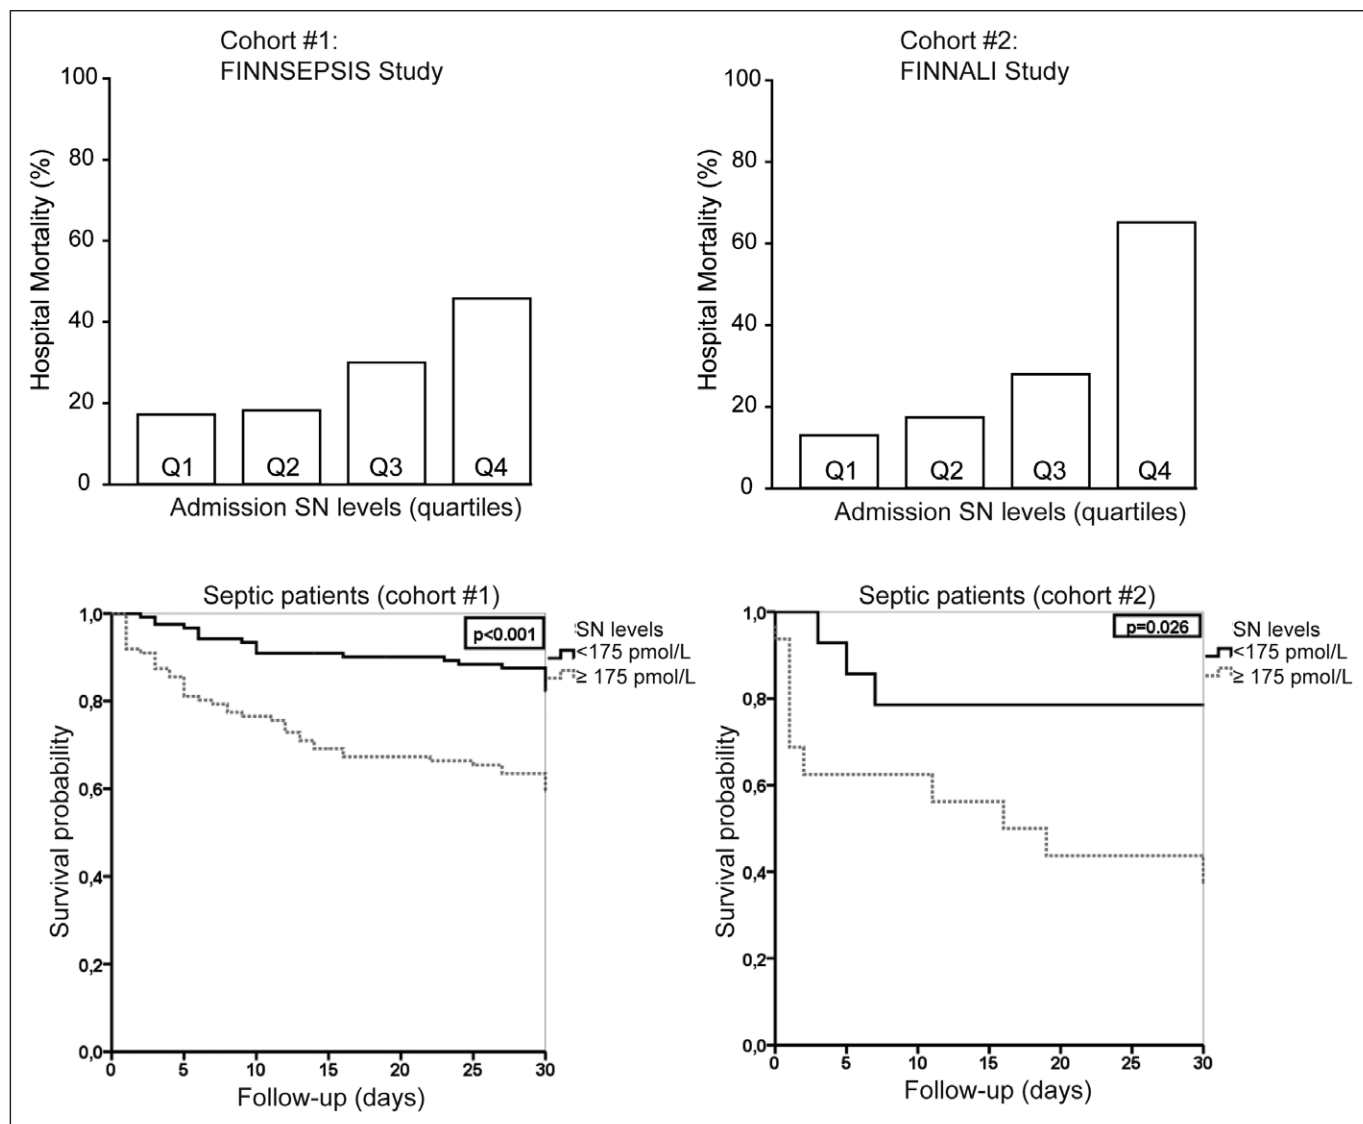 Cohort #1:
FINNSEPSIS Study
100
80
60
40
20
0
Hospital Mortality (%)
Q1 Q2 Q3 Q4
Admission SN levels (quartiles)
Cohort #2:
FINNALI Study
100
80
60
40
20
0
Hospital Mortality (%)
Q1 Q2 Q3 Q4
Admission SN levels (quartiles)
Septic patients (cohort #1)
1,0
0,8
0,6
0,4
0,2
0,0
Survival probability
p<0.001
SN levels
<175 pmol/L
≥ 175 pmol/L
0 5 10 15 20 25 30
Follow-up (days)
Septic patients (cohort #2)
1,0
0,8
0,6
0,4
0,2
0,0
Survival probability
p=0.026
SN levels
<175 pmol/L
≥ 175 pmol/L
0 5 10 15 20 25 30
Follow-up (days)